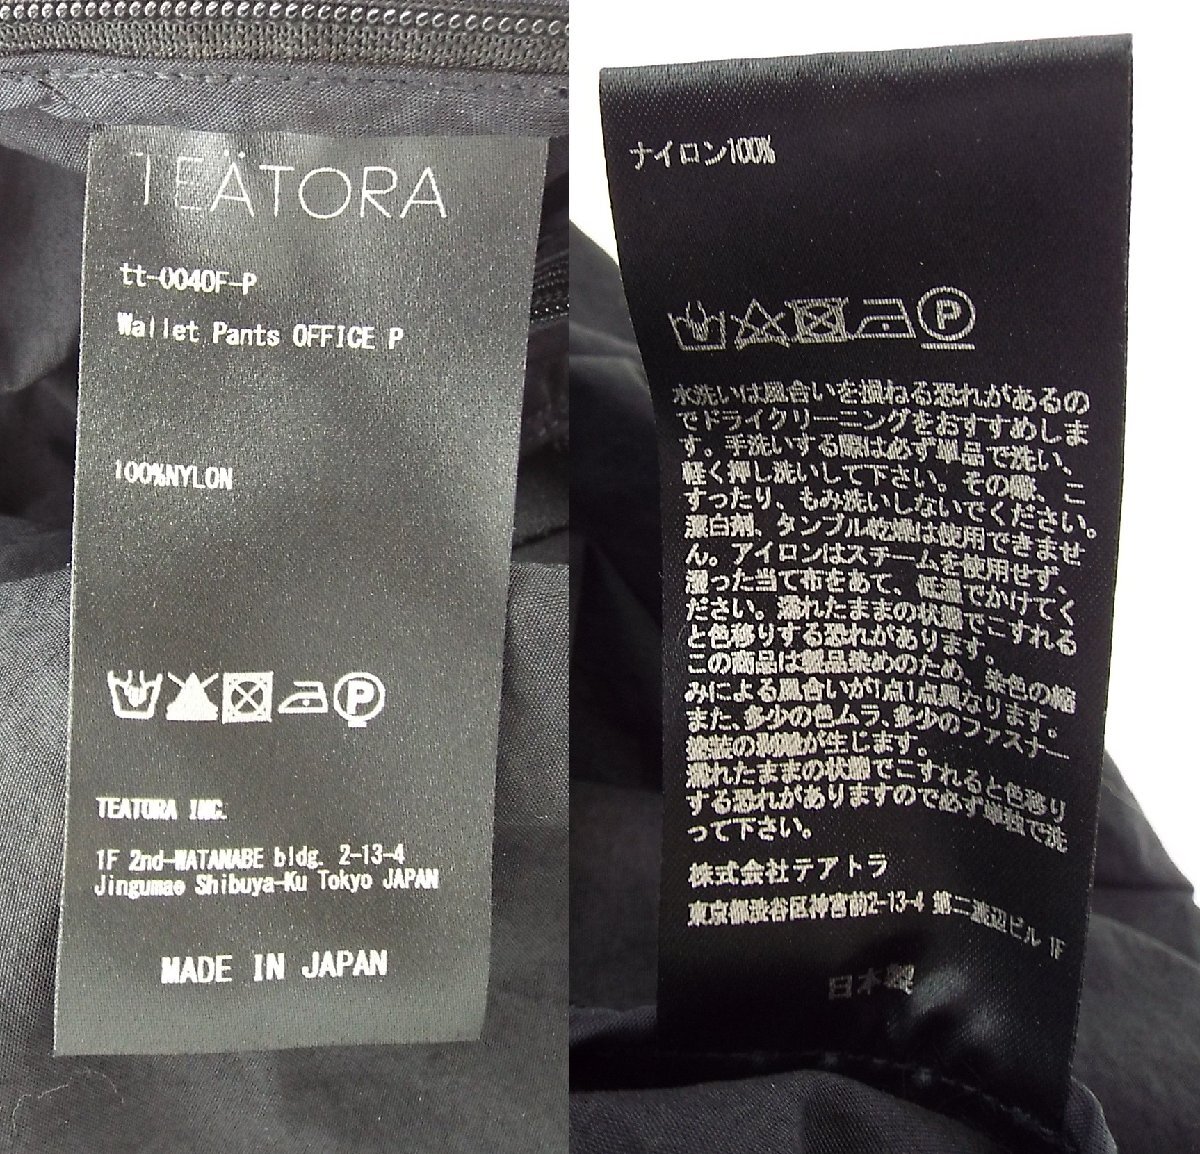 TEÄTORA
tt-0040F-P
Wallet Pants OFFICE P
100%NYLON
P
TEATORA INC.
1F 2nd-WATANABE bldg. 2-13-4
Jingumae Shibuya-Ku Tokyo JAPAN
MADE IN JAPAN
ナイロン100%
P
水洗いは風合いを損ねる恐れがあるの
でドライクリーニングをおすすめしま
す。手洗いする際は必ず単品で洗い、
軽く押し洗いして下さい。その際、こ
すったり、もみ洗いしないでください。
漂白剤、タンブル乾燥は使用できませ
ん。アイロンはスチームを使用せず、
湿った当て布をあて、低温でかけてく
ださい。濡れたままの状態でこすれる
と色移りする恐れがあります。
この商品は製品染めのため、染色の縮
みによる風合いが1点1点異なります。
また、多少の色ムラ、多少のファスナー
塗装の剥離が生じます。
濡れたままの状態でこすれると色移り
する恐れがありますので必ず単独で洗
って下さい。
株式会社テアトラ
東京都渋谷区神宮前2-13-4 第二渡辺ビル 1F
日本製